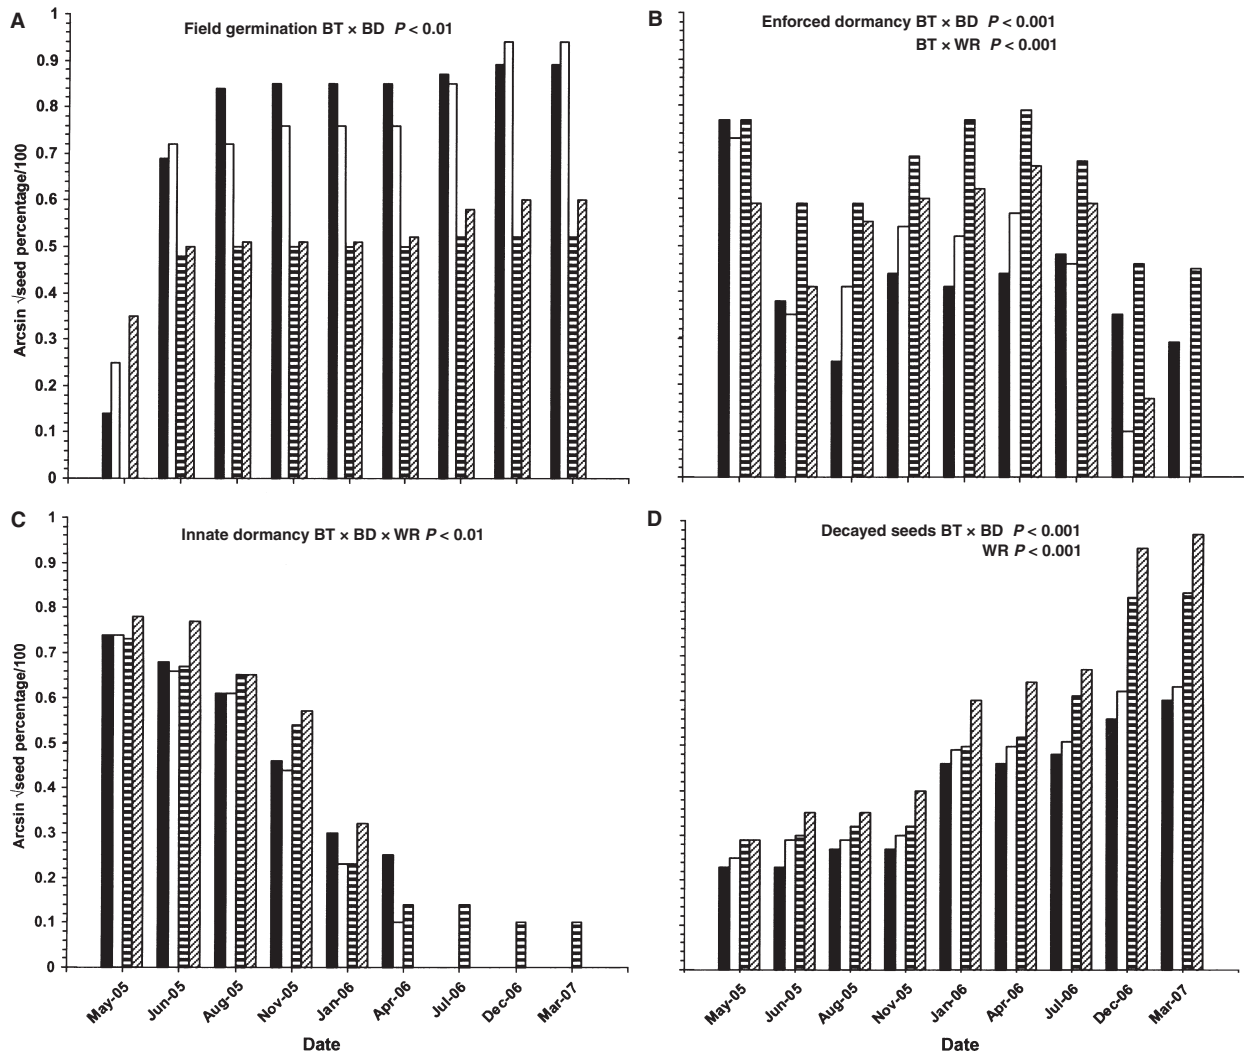 A
Field germination BT × BD P < 0.01
1
0.9
0.8
0.7
0.6
0.5
0.4
0.3
0.2
0.1
0
Arcsin √seed percentage/100
B
Enforced dormancy BT × BD P < 0.001
BT × WR P < 0.001
C
Innate dormancy BT × BD × WR P < 0.01
1
0.9
0.8
0.7
0.6
0.5
0.4
0.3
0.2
0.1
0
Arcsin √seed percentage/100
May-05
Jun-05
Aug-05
Nov-05
Jan-06
Apr-06
Jul-06
Dec-06
Mar-07
Date
D
Decayed seeds BT × BD P < 0.001
WR P < 0.001
May-05
Jun-05
Aug-05
Nov-05
Jan-06
Apr-06
Jul-06
Dec-06
Mar-07
Date